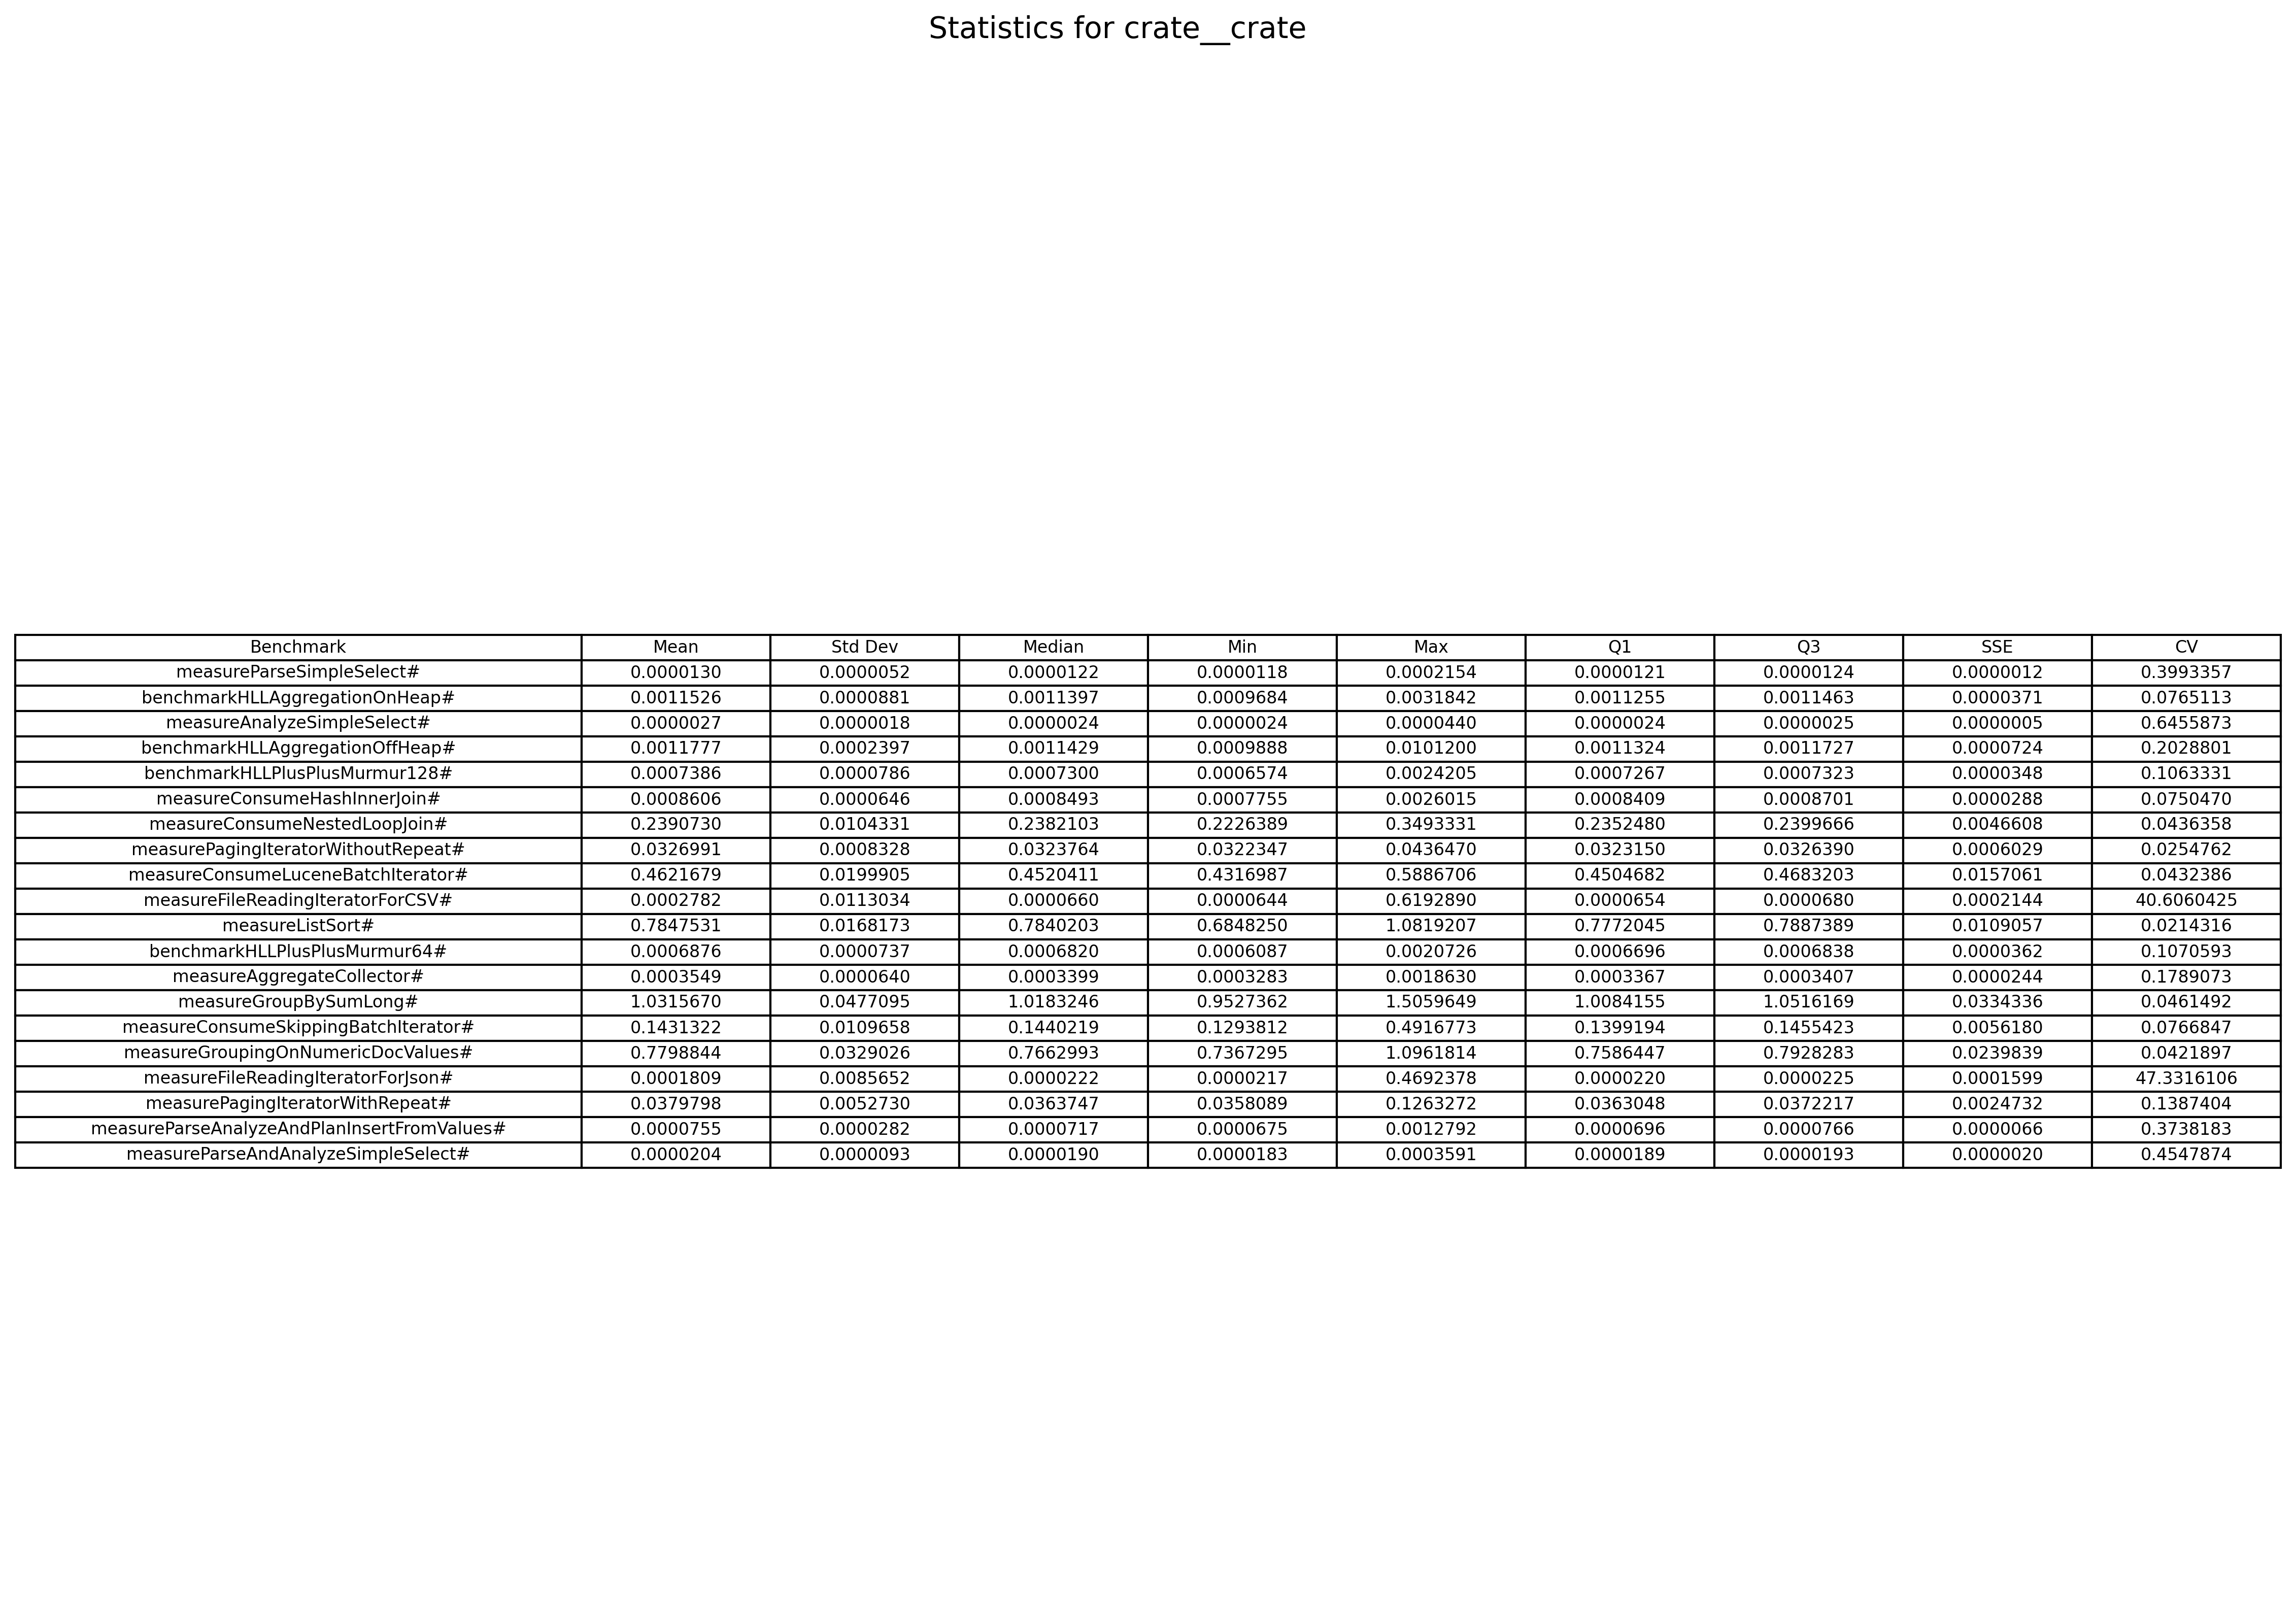 Statistics for crate__crate
Benchmark Mean Std Dev Median Min Max Q1 Q3 SSE CV
measureParseSimpleSelect# 0.0000130 0.0000052 0.0000122 0.0000118 0.0002154 0.0000121 0.0000124 0.0000012 0.3993357
benchmarkHLLAggregationOnHeap# 0.0011526 0.0000881 0.0011397 0.0009684 0.0031842 0.0011255 0.0011463 0.0000371 0.0765113
measureAnalyzeSimpleSelect# 0.0000027 0.0000018 0.0000024 0.0000024 0.0000440 0.0000024 0.0000025 0.0000005 0.6455873
benchmarkHLLAggregationOffHeap# 0.0011777 0.0002397 0.0011429 0.0009888 0.0101200 0.0011324 0.0011727 0.0000724 0.2028801
benchmarkHLLPlusPlusMurmur128# 0.0007386 0.0000786 0.0007300 0.0006574 0.0024205 0.0007267 0.0007323 0.0000348 0.1063331
measureConsumeHashInnerJoin# 0.0008606 0.0000646 0.0008493 0.0007755 0.0026015 0.0008409 0.0008701 0.0000288 0.0750470
measureConsumeNestedLoopJoin# 0.2390730 0.0104331 0.2382103 0.2226389 0.3493331 0.2352480 0.2399666 0.0046608 0.0436358
measurePagingIteratorWithoutRepeat# 0.0326991 0.0008328 0.0323764 0.0322347 0.0436470 0.0323150 0.0326390 0.0006029 0.0254762
measureConsumeLuceneBatchIterator# 0.4621679 0.0199905 0.4520411 0.4316987 0.5886706 0.4504682 0.4683203 0.0157061 0.0432386
measureFileReadingIteratorForCSV# 0.0002782 0.0113034 0.0000660 0.0000644 0.6192890 0.0000654 0.0000680 0.0002144 40.6060425
measureListSort# 0.7847531 0.0168173 0.7840203 0.6848250 1.0819207 0.7772045 0.7887389 0.0109057 0.0214316
benchmarkHLLPlusPlusMurmur64# 0.0006876 0.0000737 0.0006820 0.0006087 0.0020726 0.0006696 0.0006838 0.0000362 0.1070593
measureAggregateCollector# 0.0003549 0.0000640 0.0003399 0.0003283 0.0018630 0.0003367 0.0003407 0.0000244 0.1789073
measureGroupBySumLong# 1.0315670 0.0477095 1.0183246 0.9527362 1.5059649 1.0084155 1.0516169 0.0334336 0.0461492
measureConsumeSkippingBatchIterator# 0.1431322 0.0109658 0.1440219 0.1293812 0.4916773 0.1399194 0.1455423 0.0056180 0.0766847
measureGroupingOnNumericDocValues# 0.7798844 0.0329026 0.7662993 0.7367295 1.0961814 0.7586447 0.7928283 0.0239839 0.0421897
measureFileReadingIteratorForJson# 0.0001809 0.0085652 0.0000222 0.0000217 0.4692378 0.0000220 0.0000225 0.0001599 47.3316106
measurePagingIteratorWithRepeat# 0.0379798 0.0052730 0.0363747 0.0358089 0.1263272 0.0363048 0.0372217 0.0024732 0.1387404
measureParseAnalyzeAndPlanInsertFromValues# 0.0000755 0.0000282 0.0000717 0.0000675 0.0012792 0.0000696 0.0000766 0.0000066 0.3738183
measureParseAndAnalyzeSimpleSelect# 0.0000204 0.0000093 0.0000190 0.0000183 0.0003591 0.0000189 0.0000193 0.0000020 0.4547874